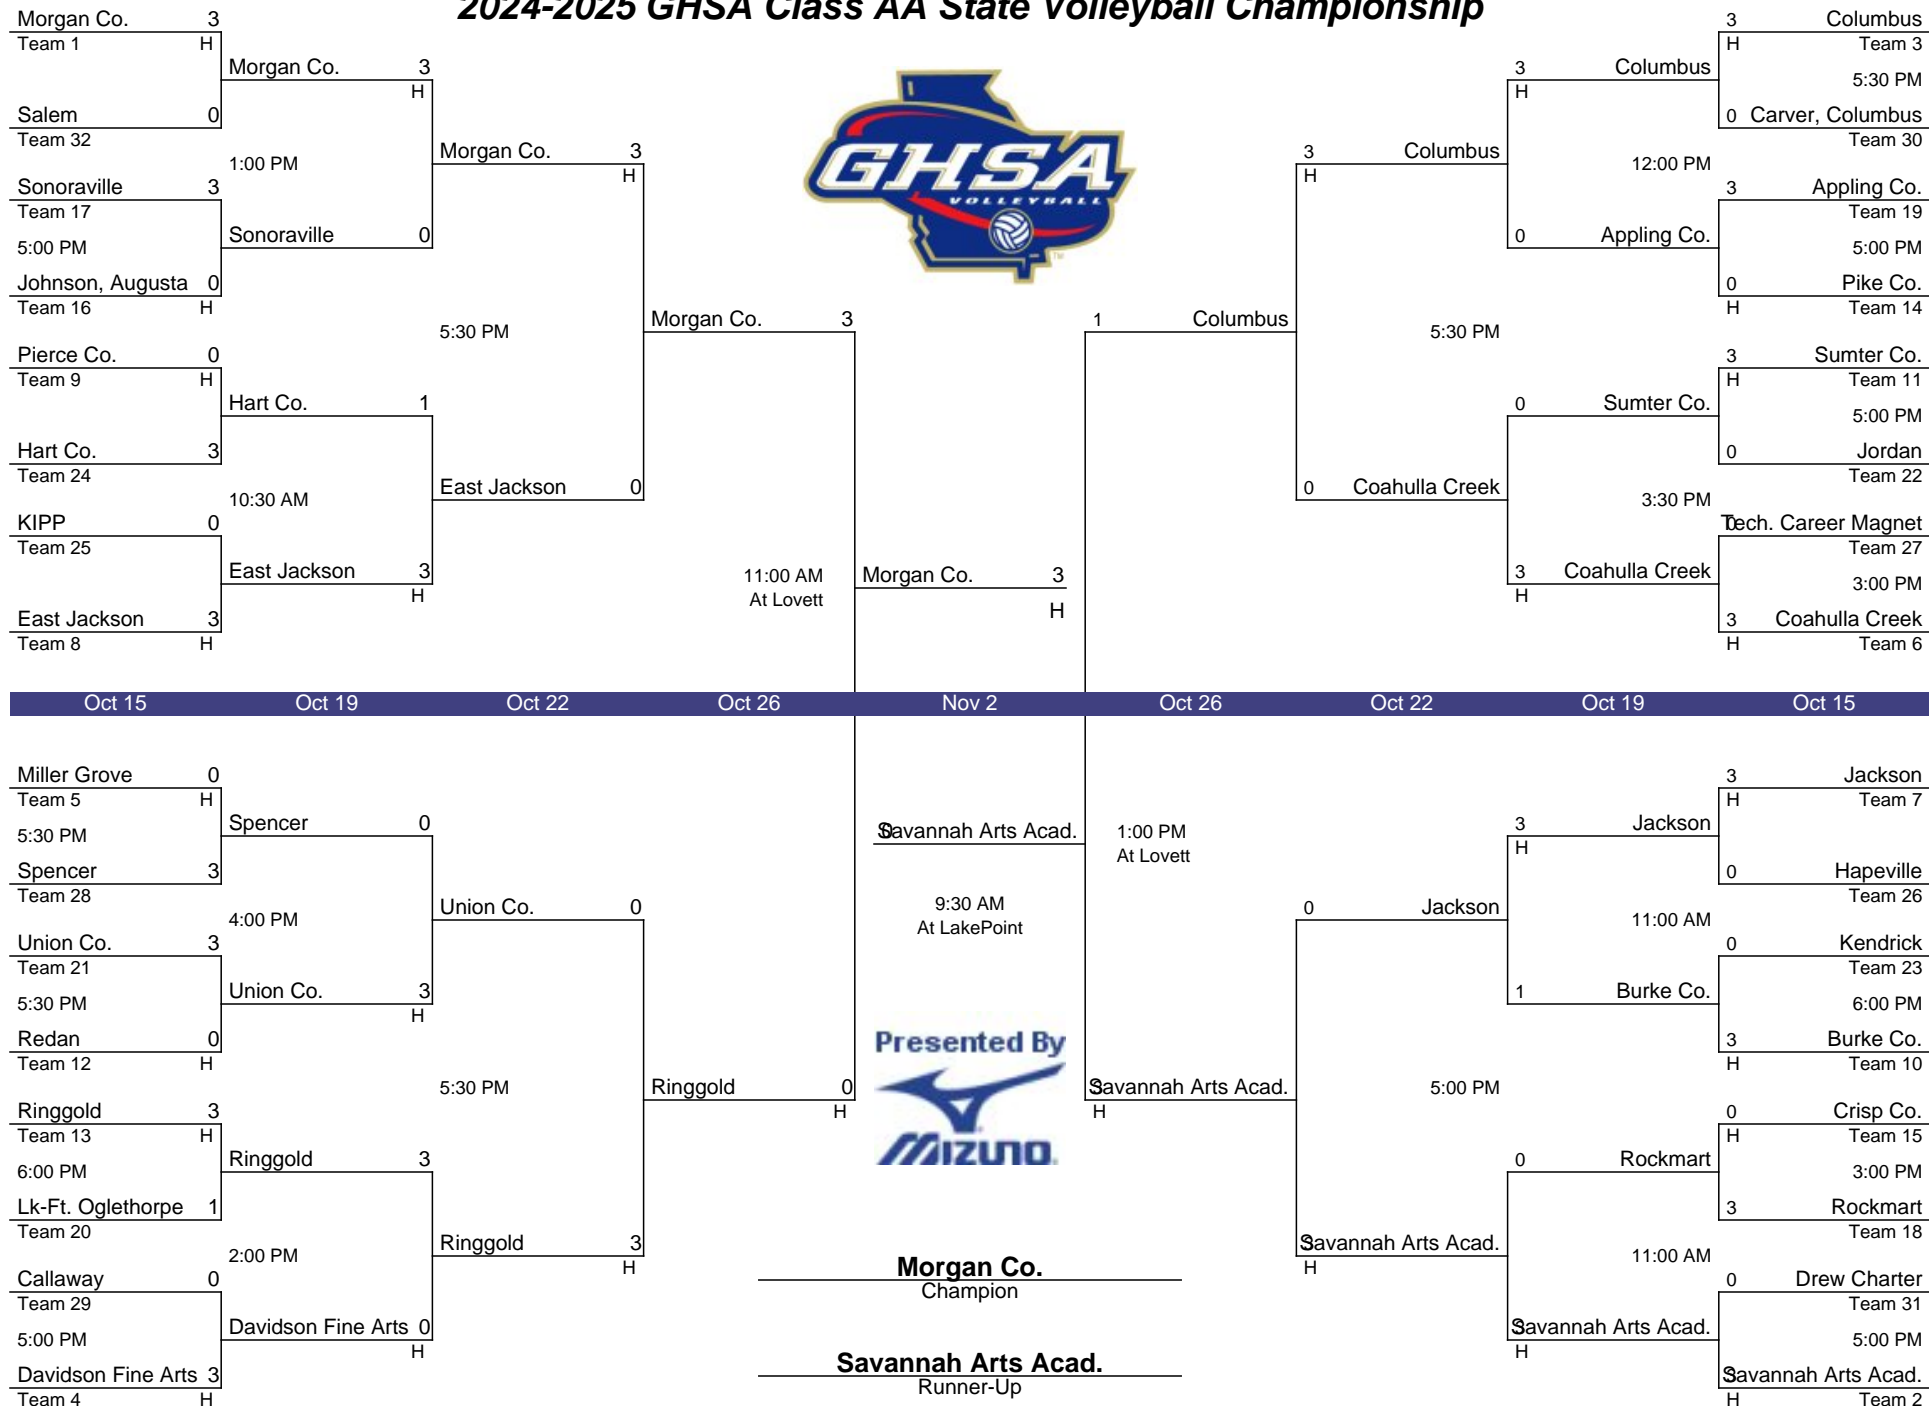 2024-2025 GHSA Class AA State Volleyball Championship
Morgan Co. 3
Team 1 H
Salem 0
Team 32
Sonoraville 3
Team 17
5:00 PM
Johnson, Augusta 0
Team 16 H
Pierce Co. 0
Team 9 H
Hart Co. 3
Team 24
KIPP 0
Team 25
East Jackson 3
Team 8 H
Morgan Co. 3
H
1:00 PM
Sonoraville 0
Hart Co. 1
10:30 AM
East Jackson 3
H
Morgan Co. 3
H
5:30 PM
East Jackson 0
Morgan Co. 3
11:00 AM
At Lovett
Morgan Co. 3
H
GHSA
VOLLEYBALL
TM
1 Columbus
3 Columbus
H
5:30 PM
0 Coahulla Creek
3 Columbus
H
12:00 PM
0 Appling Co.
0 Sumter Co.
3:30 PM
3 Coahulla Creek
H
3 Columbus
H Team 3
5:30 PM
0 Carver, Columbus
Team 30
3 Appling Co.
Team 19
5:00 PM
0 Pike Co.
H Team 14
3 Sumter Co.
H Team 11
5:00 PM
0 Jordan
Team 22
0 Tech. Career Magnet
Team 27
3:00 PM
3 Coahulla Creek
H Team 6
Oct 15 Oct 19 Oct 22 Oct 26 Nov 2 Oct 26 Oct 22 Oct 19 Oct 15
Miller Grove 0
Team 5 H
5:30 PM
Spencer 3
Team 28
Union Co. 3
Team 21
5:30 PM
Redan 0
Team 12 H
Ringgold 3
Team 13 H
6:00 PM
Lk-Ft. Oglethorpe 1
Team 20
Callaway 0
Team 29
5:00 PM
Davidson Fine Arts 3
Team 4 H
Spencer 0
4:00 PM
Union Co. 3
H
Ringgold 3
2:00 PM
Davidson Fine Arts 0
H
Union Co. 0
5:30 PM
Ringgold 3
H
Ringgold 0
H
0 Savannah Arts Acad.
9:30 AM
At LakePoint
1:00 PM
At Lovett
Presented By
MIZUNO
3 Savannah Arts Acad.
H
0 Jackson
5:00 PM
3 Savannah Arts Acad.
H
3 Jackson
H
11:00 AM
1 Burke Co.
0 Rockmart
11:00 AM
3 Savannah Arts Acad.
H
3 Jackson
H Team 7
0 Hapeville
Team 26
0 Kendrick
Team 23
6:00 PM
3 Burke Co.
H Team 10
0 Crisp Co.
H Team 15
3:00 PM
3 Rockmart
Team 18
0 Drew Charter
Team 31
5:00 PM
3 Savannah Arts Acad.
H Team 2
Morgan Co.
Champion
Savannah Arts Acad.
Runner-Up